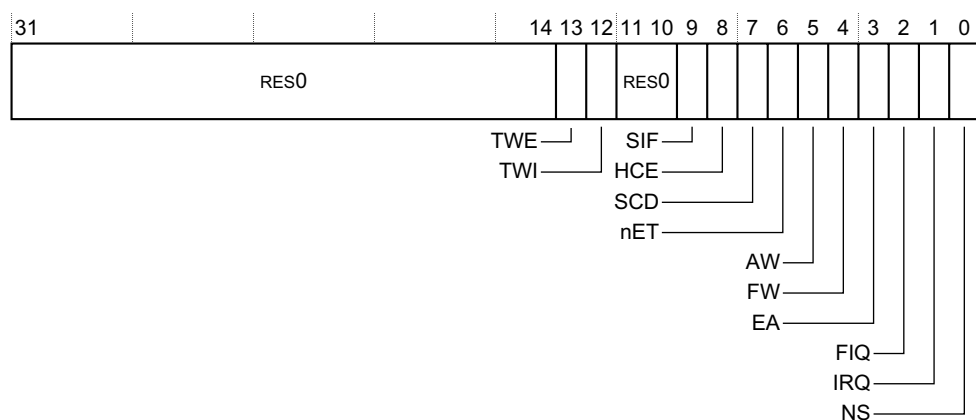 31 14 13 12 11 10 9 8 7 6 5 4 3 2 1 0
RES0 RES0
TWE SIF
TWI HCE
SCD
nET
AW
FW
EA
FIQ
IRQ
NS